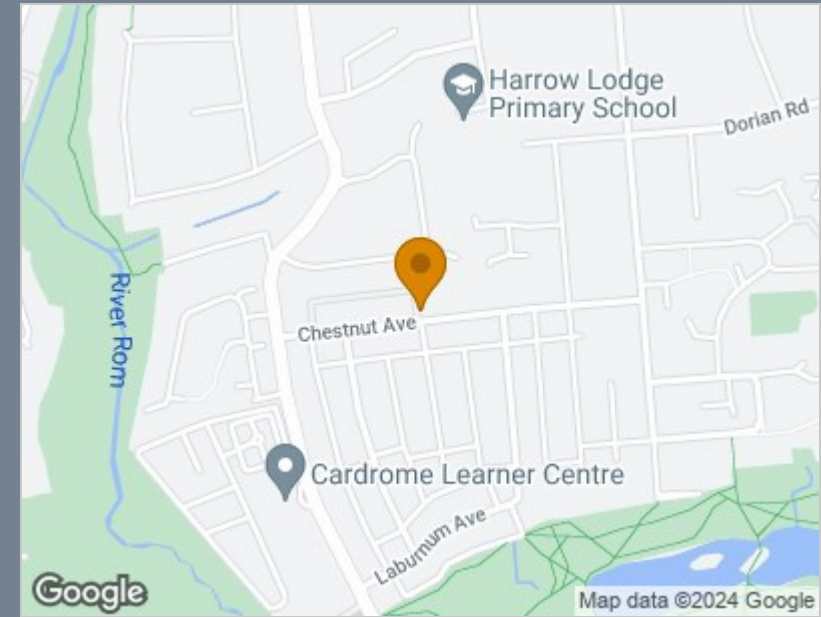 Harrow Lodge
Primary School
Dorian Rd
River Rom
Chestnut Ave
Cardrome Learner Centre
Laburnum Ave
Google
Map data ©2024 Google